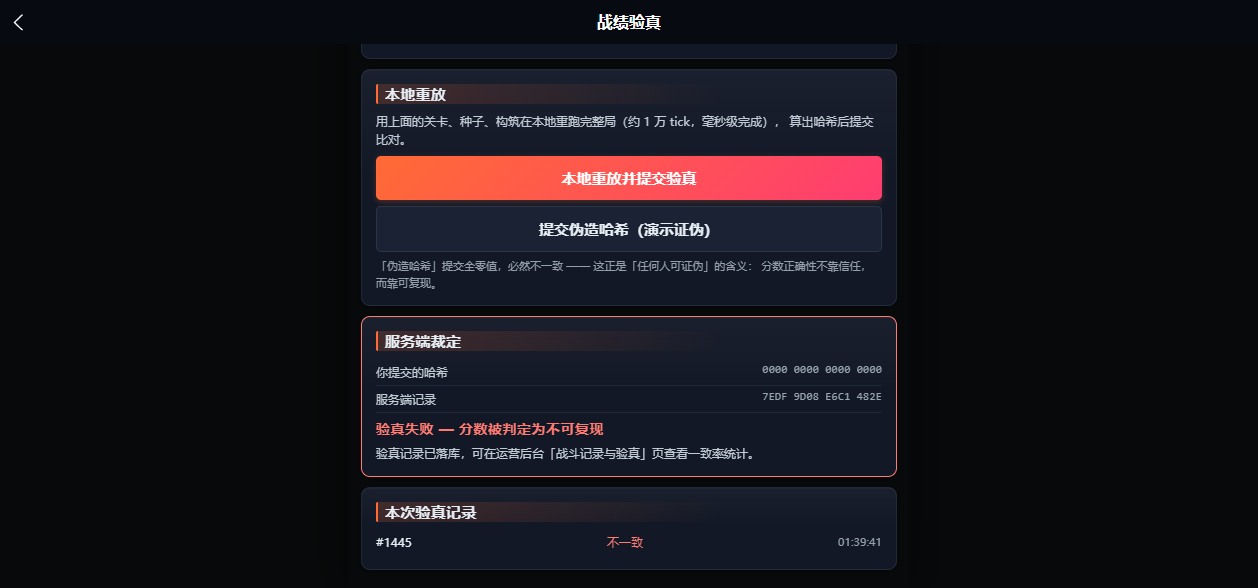 战绩验真
本地重放
用上面的关卡、种子、构筑在本地重跑完整局（约 1 万 tick，毫秒级完成）， 算出哈希后提交
比对。
本地重放并提交验真
提交伪造哈希（演示证伪）
「伪造哈希」提交全零值，必然不一致 —— 这正是「任何人可证伪」的含义： 分数正确性不靠信任，
而靠可复现。
服务端裁定
你提交的哈希 0000 0000 0000 0000
服务端记录 7EDF 9D08 E6C1 482E
验真失败 — 分数被判定为不可复现
验真记录已落库，可在运营后台「战斗记录与验真」页查看一致率统计。
本次验真记录
#1445 不一致 01:39:41